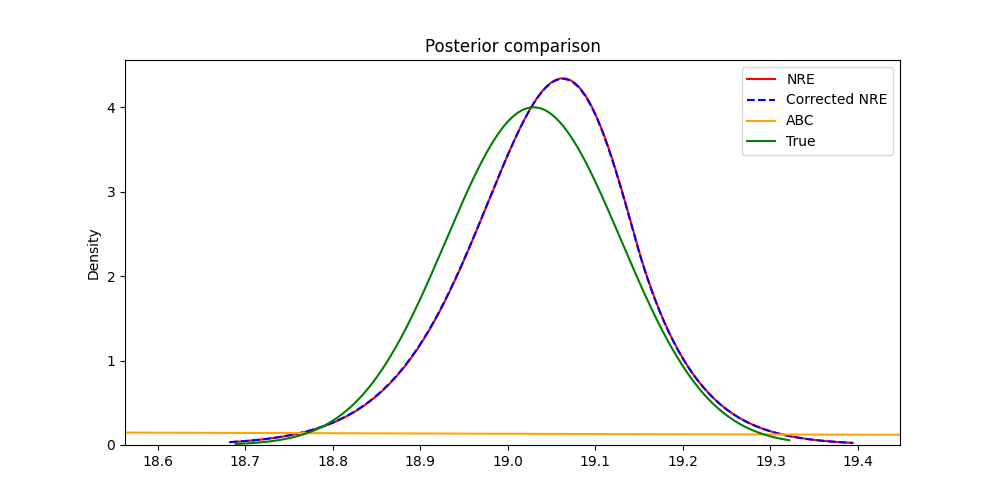 Posterior comparison
NRE
Corrected NRE
ABC
True
Density
4
3
2
1
0
18.6 18.7 18.8 18.9 19.0 19.1 19.2 19.3 19.4